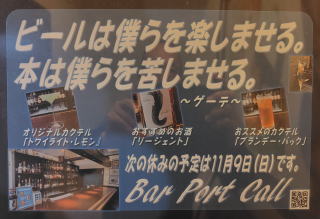 ビールは僕らを楽しませる。
本は僕らを苦しませる。
～ゲーテ～
オリジナルカクテル
「トワイライト・レモン」
おすすめのお酒
「リージェント」
おススメのカクテル
「ブランデー・バック」
次の休みの予定は11月9日(日)です。
Bar Port Call